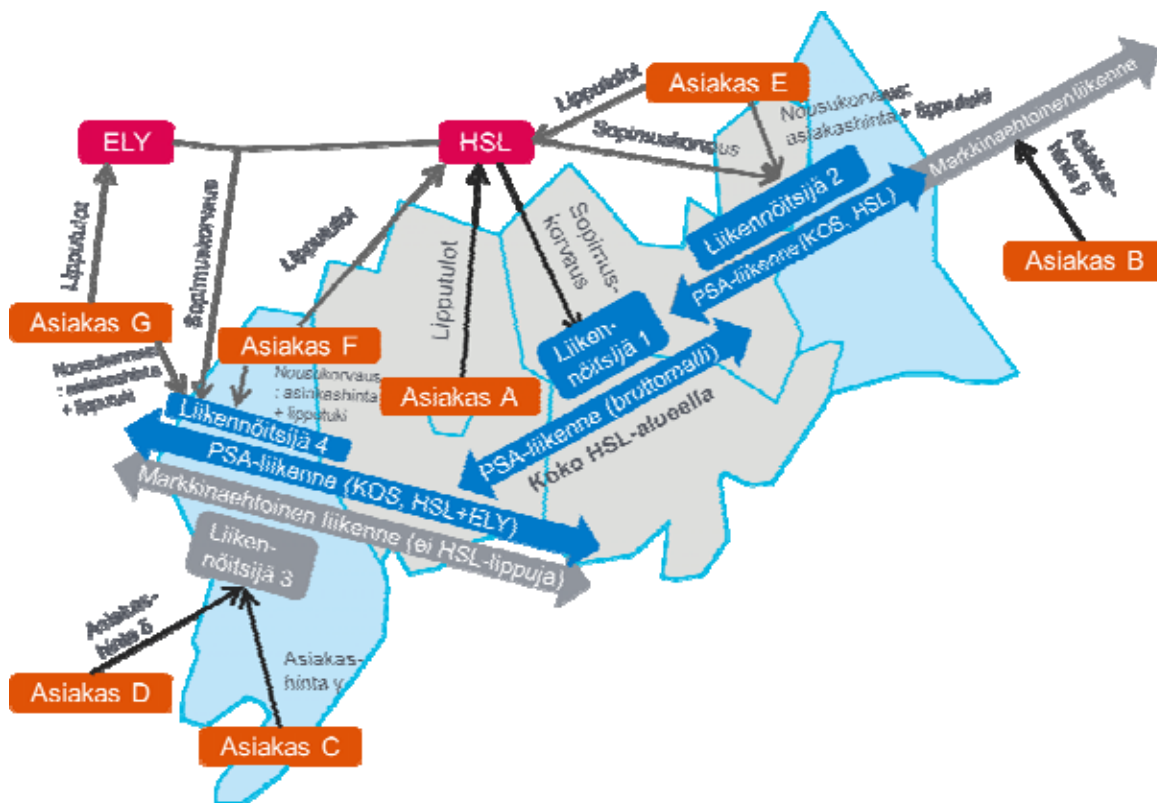 Asiakas E
Lipputulot
Nousukorvaus:
asiakashinta + lipputuki
Markkinaehtoinen liikenne
ELY
HSL
Sopimuskorvaus
Liikennöitsijä 2
PSA-liikenne(KOS, HSL)
Asiakas-
hinta β
Asiakas B
Lipputulot
Sopimuskorvaus
Lipputulot
Lipputulot
Sopimus-
korvaus
Asiakas G
Asiakas F
Asiakas A
Liiken-
nöitsijä 1
Nousukorvaus
: asiakashinta
+ lipputuki
Nousukorvaus
: asiakashinta
+ lipputuki
PSA-liikenne (bruttomalli)
Koko HSL-alueella
Liikennöitsijä 4
PSA-liikenne (KOS, HSL+ELY)
Markkinaehtoinen liikenne (ei HSL-lippuja)
Liiken-
nöitsijä 3
Asiakas-
hinta δ
Asiakas D
Asiakas-
hinta γ
Asiakas C